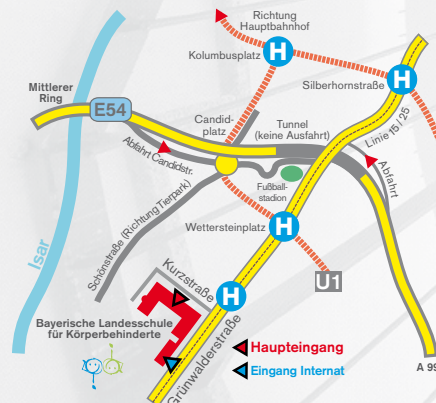 Richtung
Hauptbahnhof
H
Kolumbusplatz
Mittlerer
Ring
Silberhornstraße
H
E54
Candid-
platz
Tunnel
(keine Ausfahrt)
Linie 15 / 25
Abfahrt Candidstr.
Abfahrt
Fußball-
stadion
Schönstraße (Richtung Tierpark)
Wettersteinplatz
H
Isar
Kurzstraße
U1
H
Bayerische Landesschule
für Körperbehinderte
Grünwalderstraße
Haupteingang
Eingang Internat
A 99